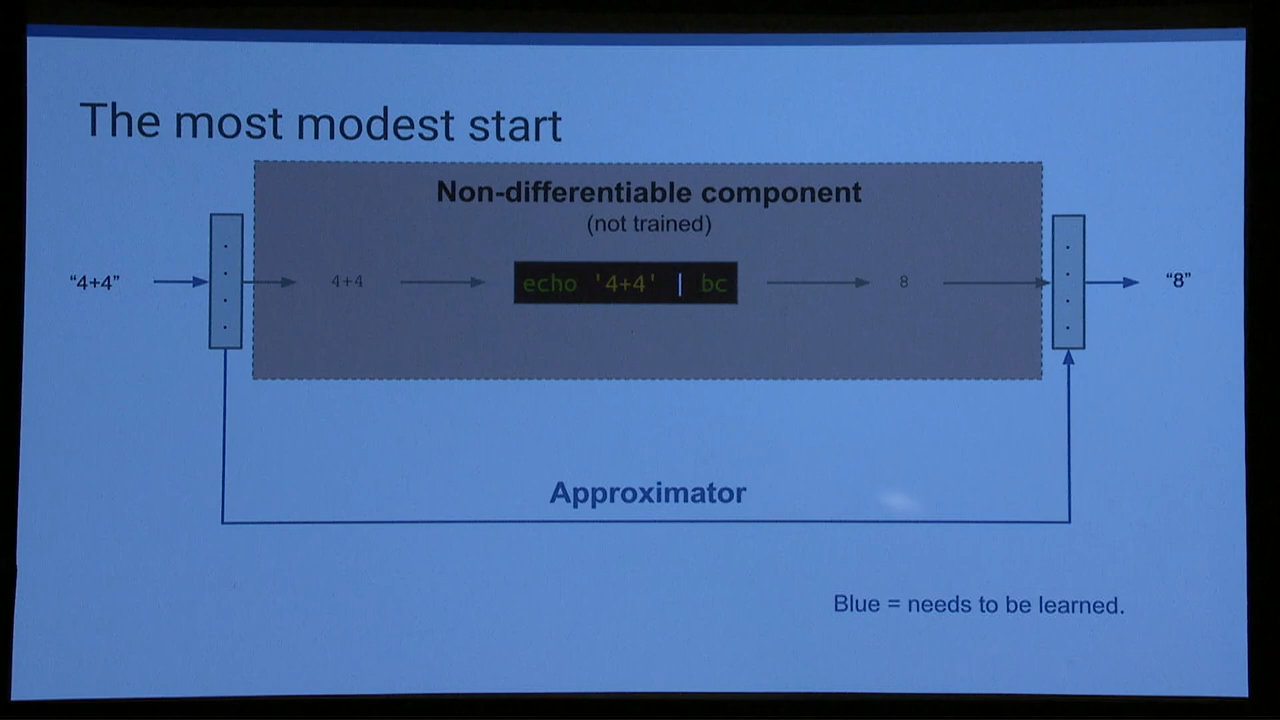 The most modest start
Non-differentiable component
(not trained)
“4+4”
4+4
echo '4+4' | bc
8
“8”
Approximator
Blue = needs to be learned.